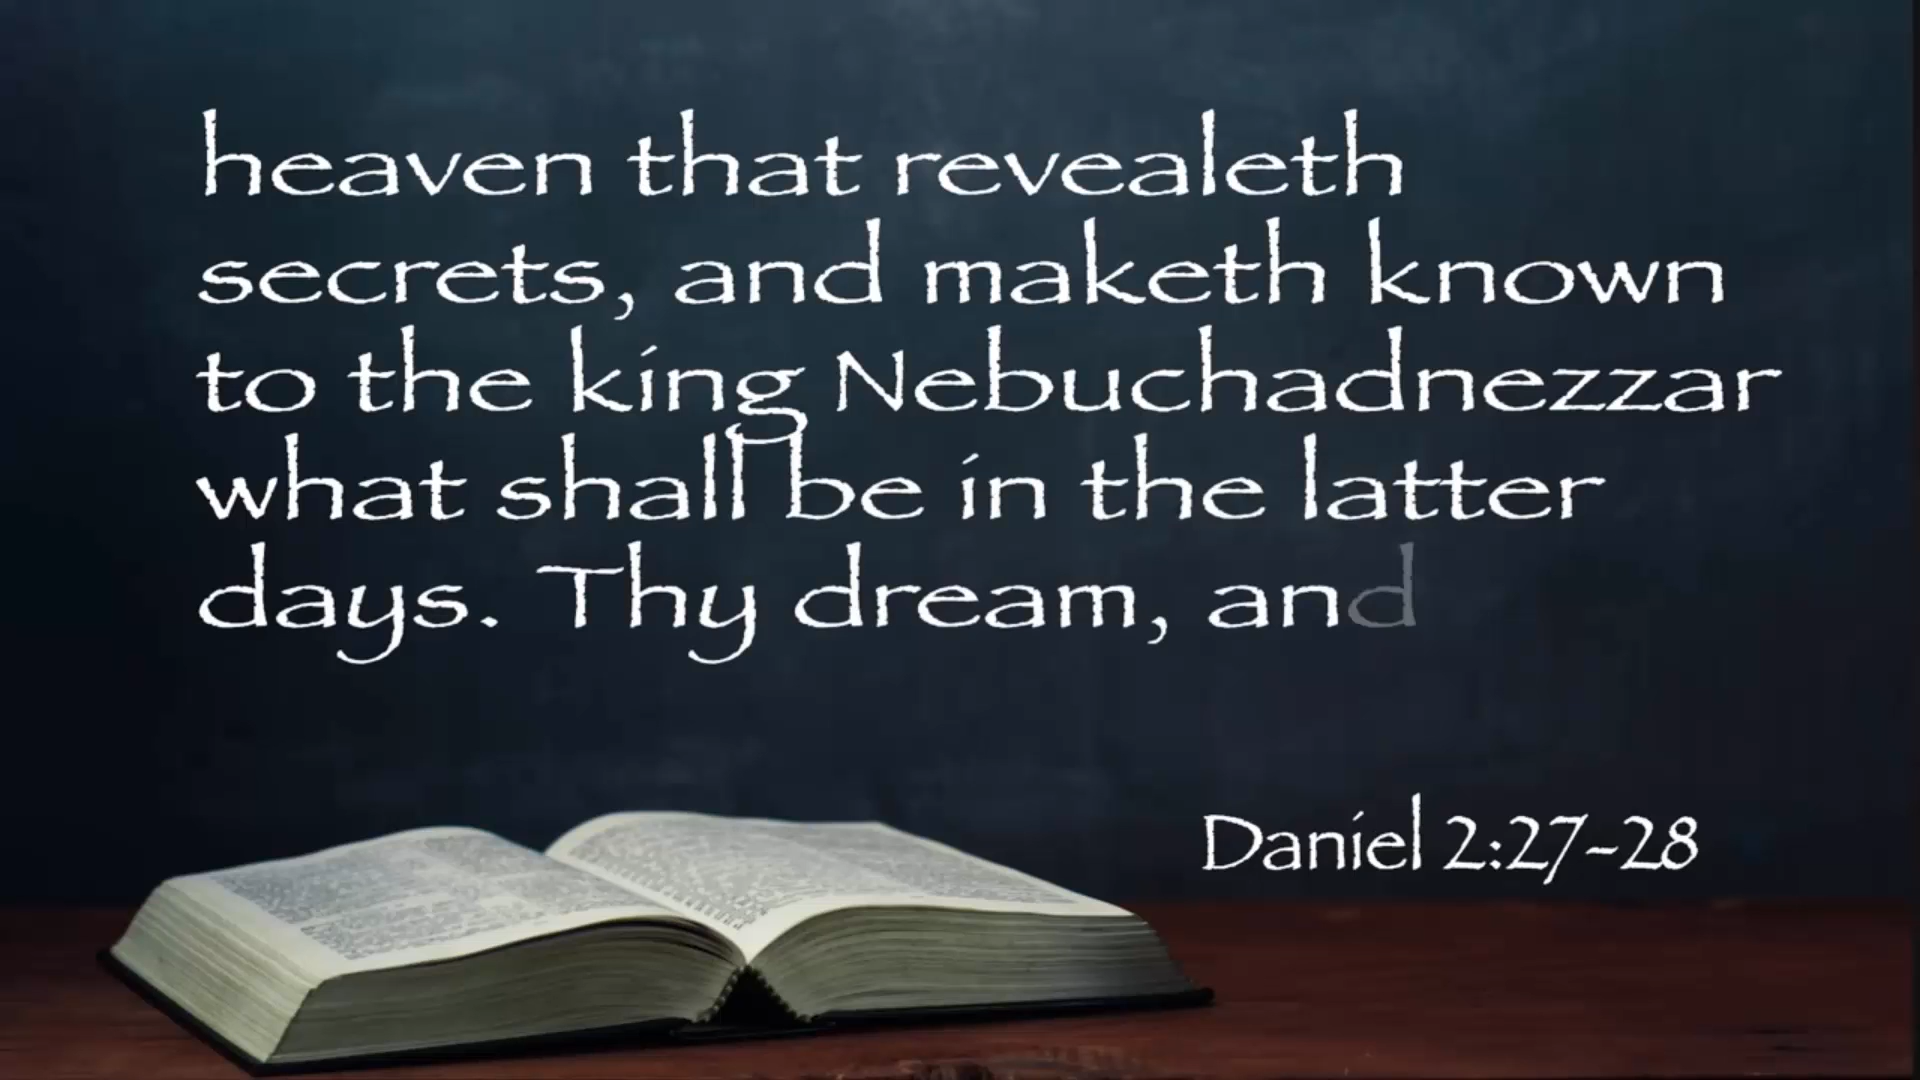 heaven that revealeth
secrets, and maketh known
to the king Nebuchadnezzar
what shall be in the latter
days. Thy dream, and
Daniel 2:27-28